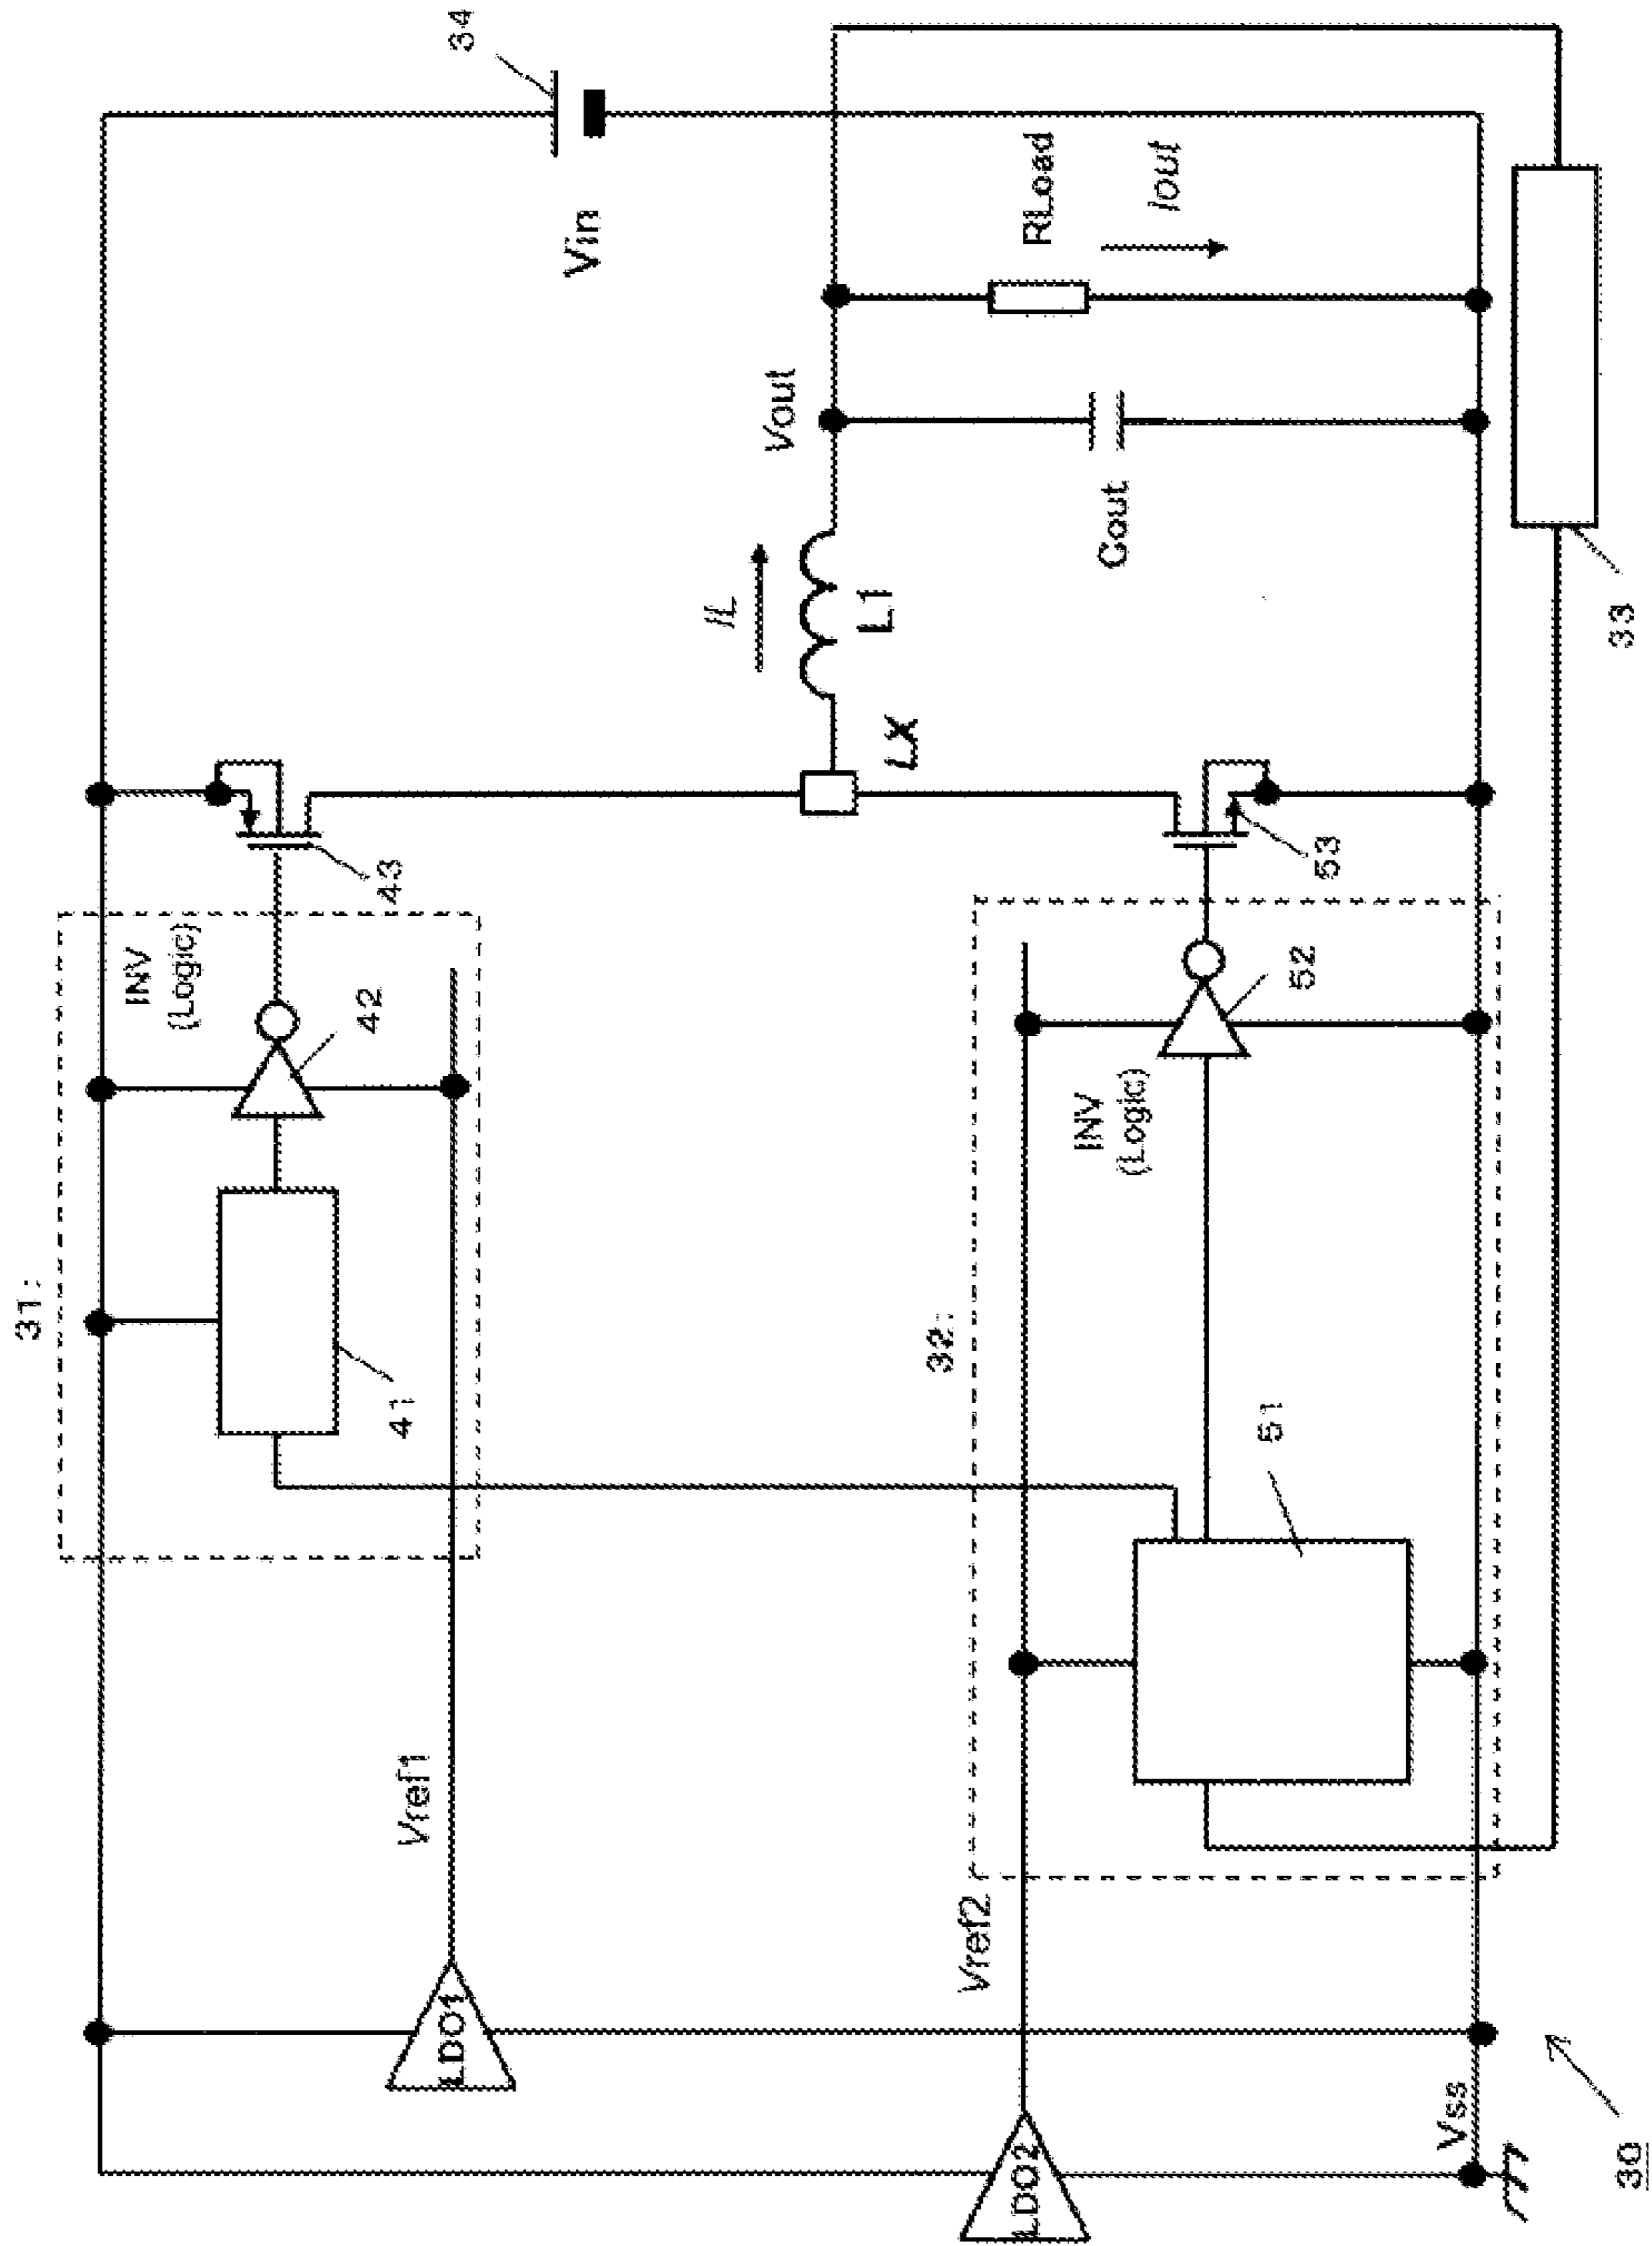 31:
INV
(Logic)
42
43
41
34
Vin
Vref1
LDO1
IL
L1
LX
Vout
Cout
RLoad
Iout
32:
INV
(Logic)
52
53
51
Vref2
LDO2
Vss
33
30